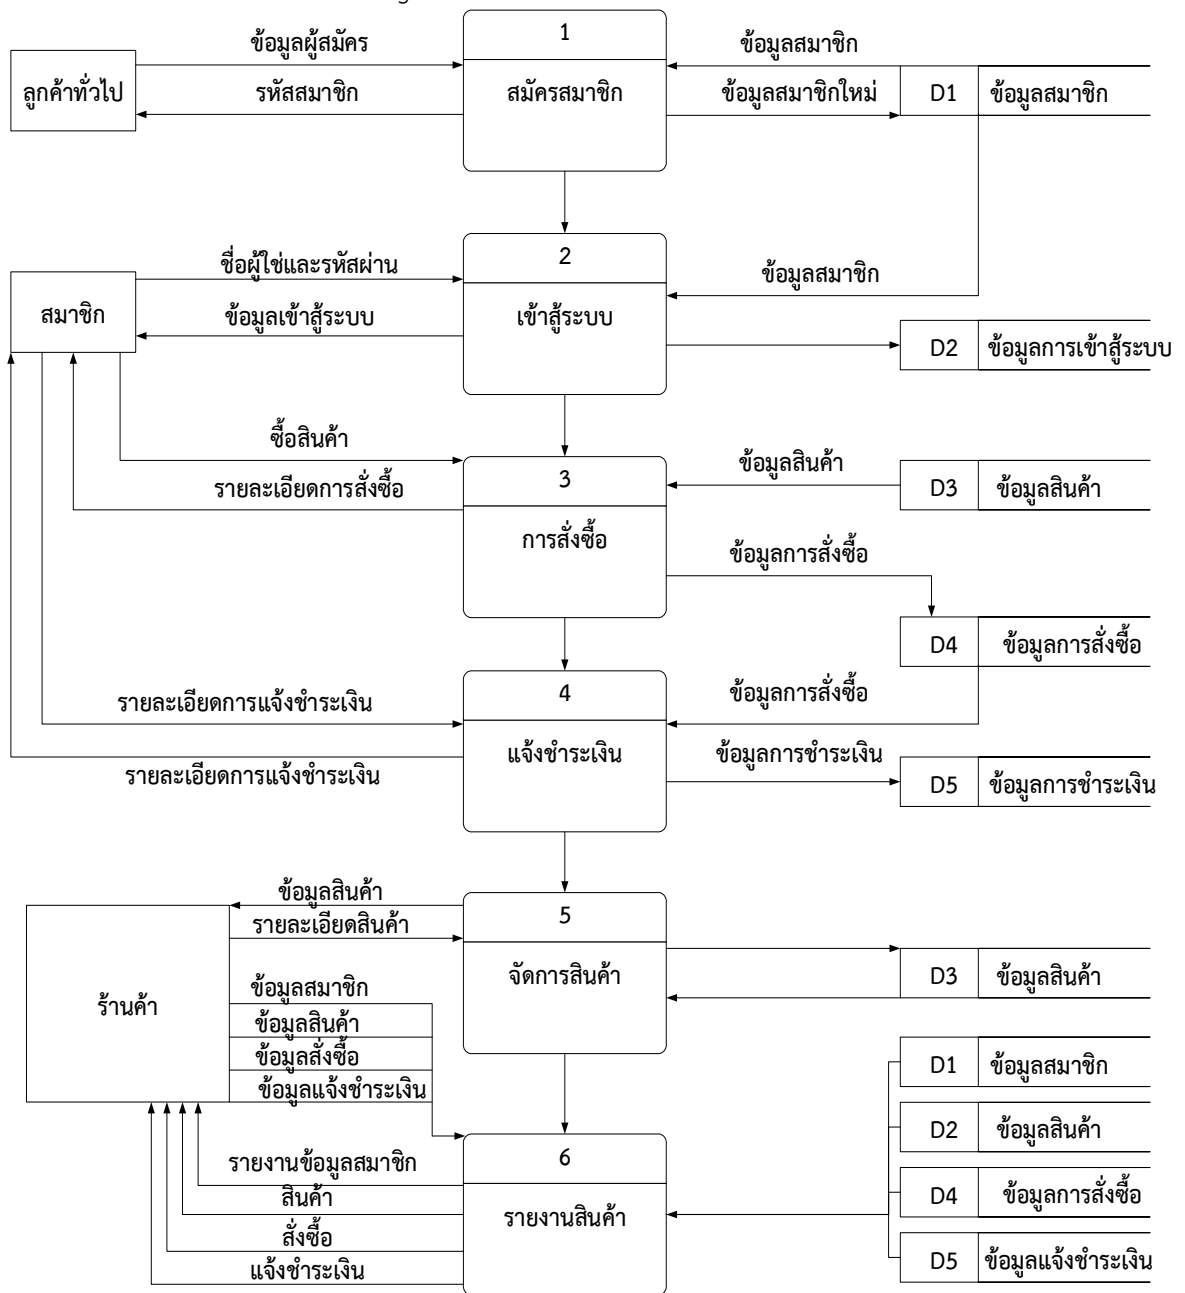 1
ข้อมูลผู้สมัคร
ข้อมูลสมาชิก
ลูกค้าทั่วไป
รหัสสมาชิก
สมัครสมาชิก
ข้อมูลสมาชิกใหม่
D1
ข้อมูลสมาชิก
2
ชื่อผู้ใช่และรหัสผ่าน
ข้อมูลสมาชิก
สมาชิก
ข้อมูลเข้าสู้ระบบ
เข้าสู้ระบบ
D2
ข้อมูลการเข้าสู้ระบบ
ซื้อสินค้า
3
ข้อมูลสินค้า
รายละเอียดการสั่งซื้อ
D3
ข้อมูลสินค้า
การสั่งซื้อ
ข้อมูลการสั่งซื้อ
D4
ข้อมูลการสั่งซื้อ
4
ข้อมูลการสั่งซื้อ
รายละเอียดการแจ้งชำระเงิน
แจ้งชำระเงิน
ข้อมูลการชำระเงิน
รายละเอียดการแจ้งชำระเงิน
D5
ข้อมูลการชำระเงิน
ข้อมูลสินค้า
5
รายละเอียดสินค้า
จัดการสินค้า
D3
ข้อมูลสินค้า
ร้านค้า
ข้อมูลสมาชิก
ข้อมูลสินค้า
ข้อมูลสั่งซื้อ
ข้อมูลแจ้งชำระเงิน
D1
ข้อมูลสมาชิก
D2
ข้อมูลสินค้า
6
รายงานข้อมูลสมาชิก
สินค้า
รายงานสินค้า
D4
ข้อมูลการสั่งซื้อ
สั่งซื้อ
แจ้งชำระเงิน
D5
ข้อมูลแจ้งชำระเงิน